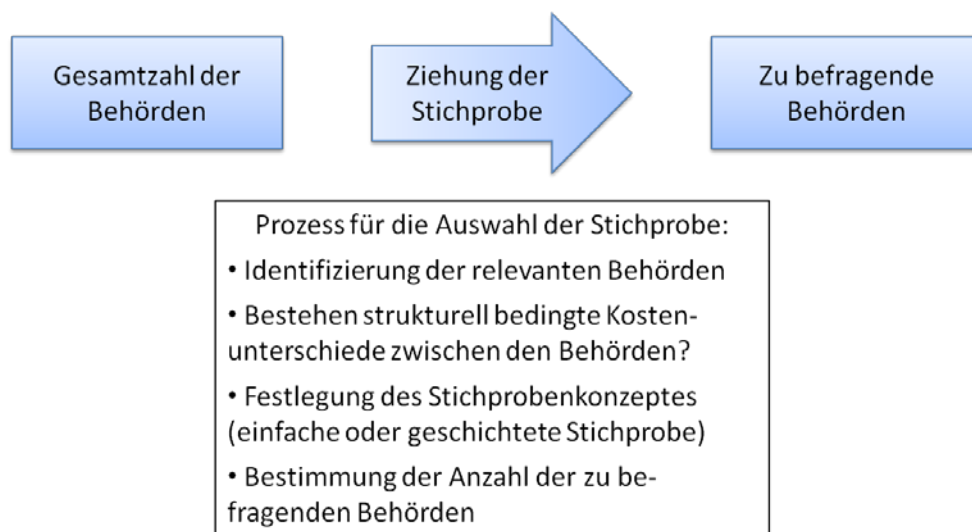 Gesamtzahl der
Behörden
Ziehung der
Stichprobe
Zu befragende
Behörden
Prozess für die Auswahl der Stichprobe:
• Identifizierung der relevanten Behörden
• Bestehen strukturell bedingte Kosten-
unterschiede zwischen den Behörden?
• Festlegung des Stichprobenkonzeptes
(einfache oder geschichtete Stichprobe)
• Bestimmung der Anzahl der zu be-
fragenden Behörden